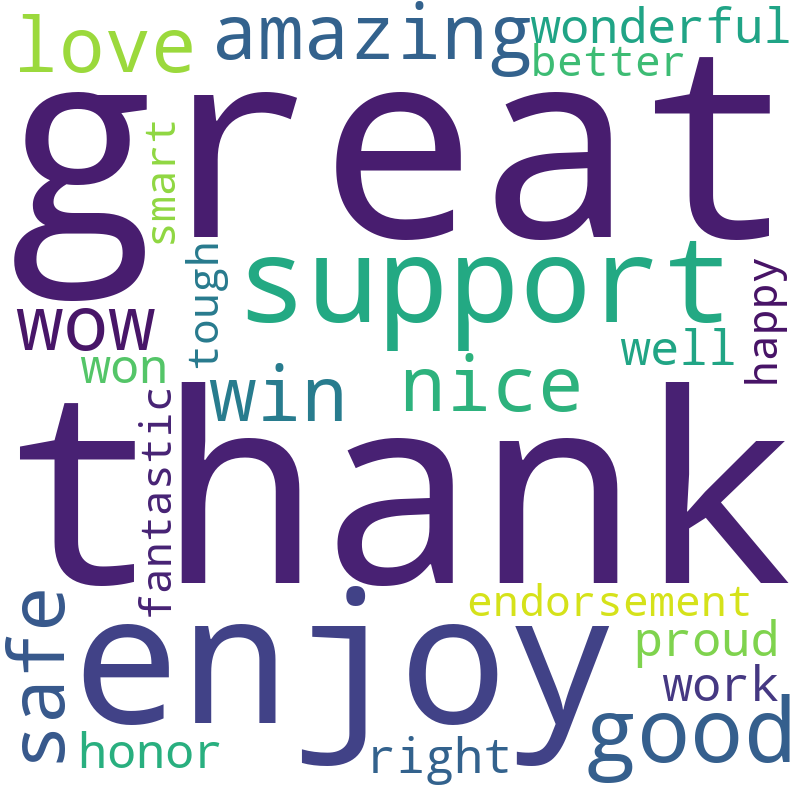 love
amazing
wonderful
better
great
smart
tough
support
happy
wow
won
win
nice
well
fantastic
thank
safe
enjoy
endorsement
proud
work
good
honor
right